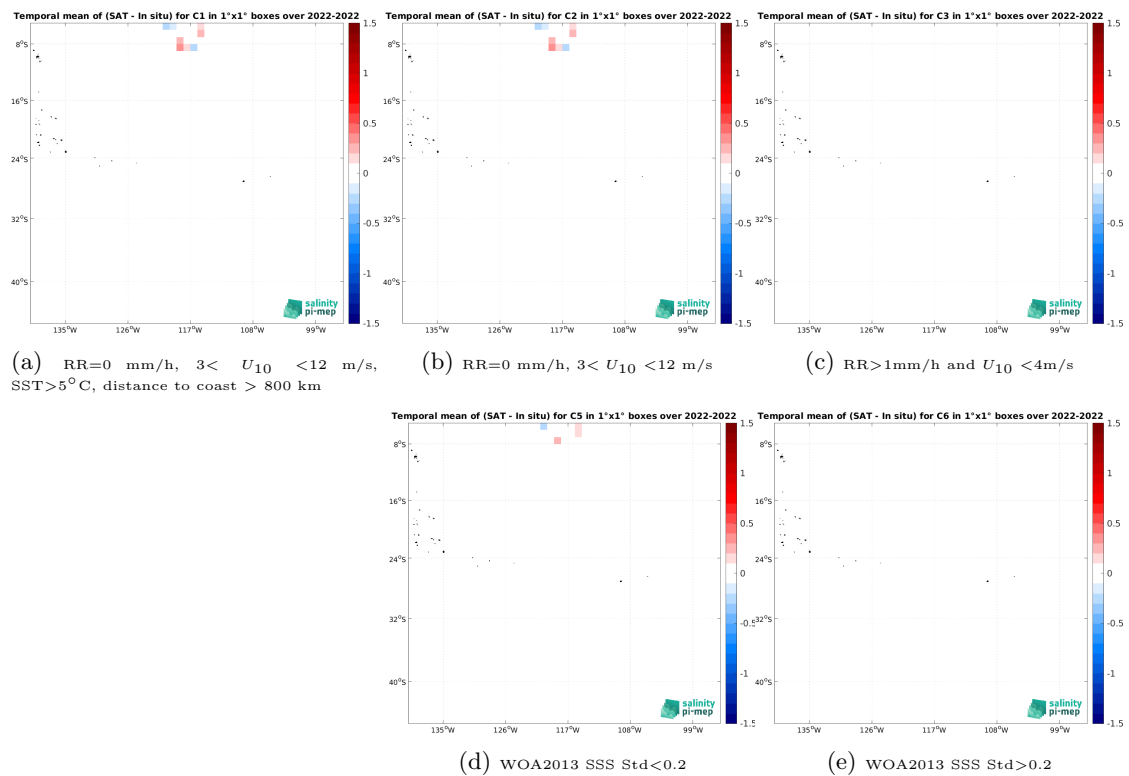 Temporal mean of (SAT - In situ) for C1 in 1°x1° boxes over 2022-2022
8°S
16°S
24°S
32°S
40°S
135°W 126°W 117°W 108°W 99°W
1.5
1
0.5
0
-0.5
-1
-1.5
salinity
pi-mep
(a) RR=0 mm/h, 3< U10 <12 m/s,
SST>5°C, distance to coast > 800 km
Temporal mean of (SAT - In situ) for C2 in 1°x1° boxes over 2022-2022
8°S
16°S
24°S
32°S
40°S
135°W 126°W 117°W 108°W 99°W
1.5
1
0.5
0
-0.5
-1
-1.5
salinity
pi-mep
(b) RR=0 mm/h, 3< U10 <12 m/s
Temporal mean of (SAT - In situ) for C3 in 1°x1° boxes over 2022-2022
8°S
16°S
24°S
32°S
40°S
135°W 126°W 117°W 108°W 99°W
1.5
1
0.5
0
-0.5
-1
-1.5
salinity
pi-mep
(c) RR>1mm/h and U10 <4m/s
Temporal mean of (SAT - In situ) for C5 in 1°x1° boxes over 2022-2022
8°S
16°S
24°S
32°S
40°S
135°W 126°W 117°W 108°W 99°W
1.5
1
0.5
0
-0.5
-1
-1.5
salinity
pi-mep
(d) WOA2013 SSS Std<0.2
Temporal mean of (SAT - In situ) for C6 in 1°x1° boxes over 2022-2022
8°S
16°S
24°S
32°S
40°S
135°W 126°W 117°W 108°W 99°W
1.5
1
0.5
0
-0.5
-1
-1.5
salinity
pi-mep
(e) WOA2013 SSS Std>0.2